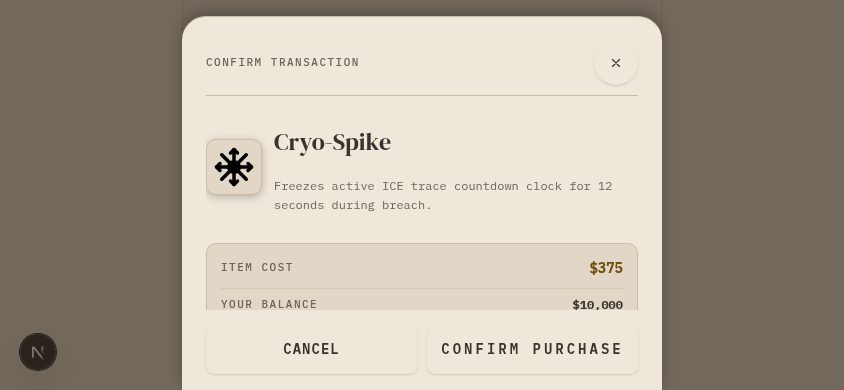 CONFIRM TRANSACTION
Cryo-Spike
Freezes active ICE trace countdown clock for 12
seconds during breach.
ITEM COST $375
YOUR BALANCE $10,000
CANCEL CONFIRM PURCHASE
N